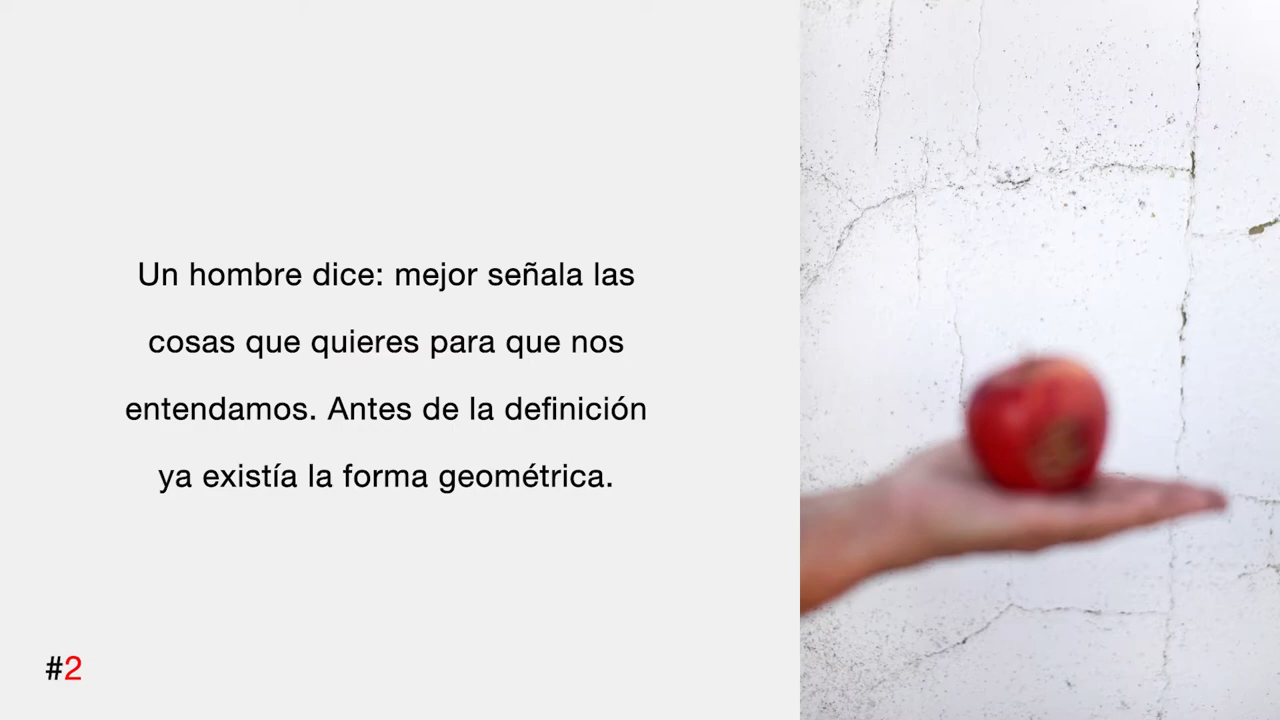 Un hombre dice: mejor señala las
cosas que quieres para que nos
entendamos. Antes de la definición
ya existía la forma geométrica.
#2